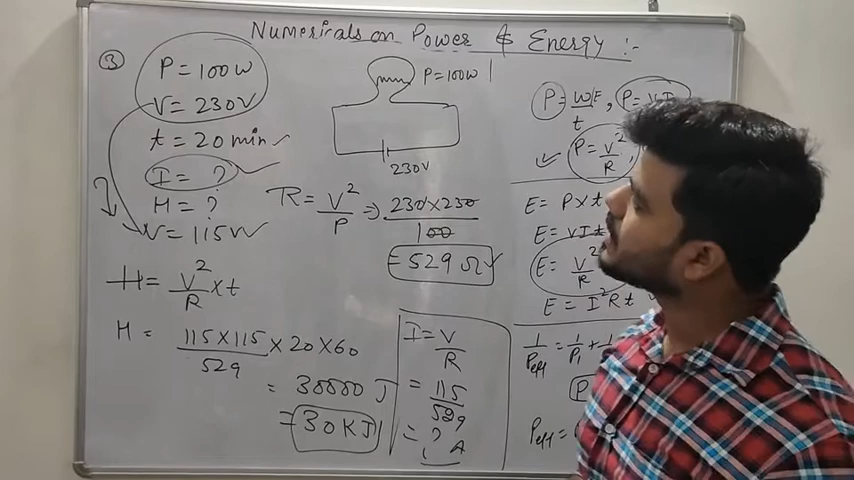 Numericals on Power & Energy :-
③
P = 100W
V = 230V
t = 20 min
I = ?
H = ?
V = 115V
P=100W
230V
R = V²/P => 230×230/100
= 529 Ω
H = V²/R × t
H = 115×115/529 × 20 × 60
= 30000 J
= 30 KJ
I = V/R
= 115/529
= ? A
P = W/t, P = VI
P = V²/R,
E = P×t
E = VIt
E = V²/R
E = I²Rt
1/Peff = 1/P1 +
Peff =